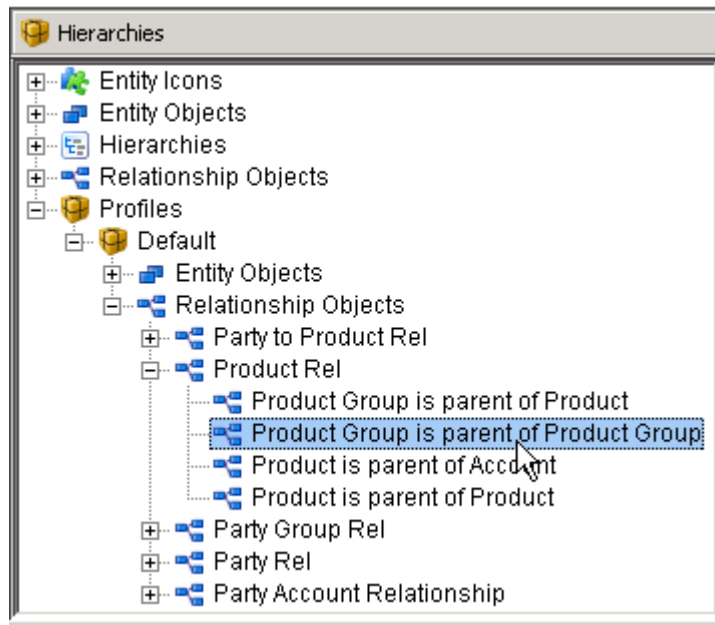 Hierarchies
Entity Icons
Entity Objects
Hierarchies
Relationship Objects
Profiles
Default
Entity Objects
Relationship Objects
Party to Product Rel
Product Rel
Product Group is parent of Product
Product Group is parent of Product Group
Product is parent of Account
Product is parent of Product
Party Group Rel
Party Rel
Party Account Relationship